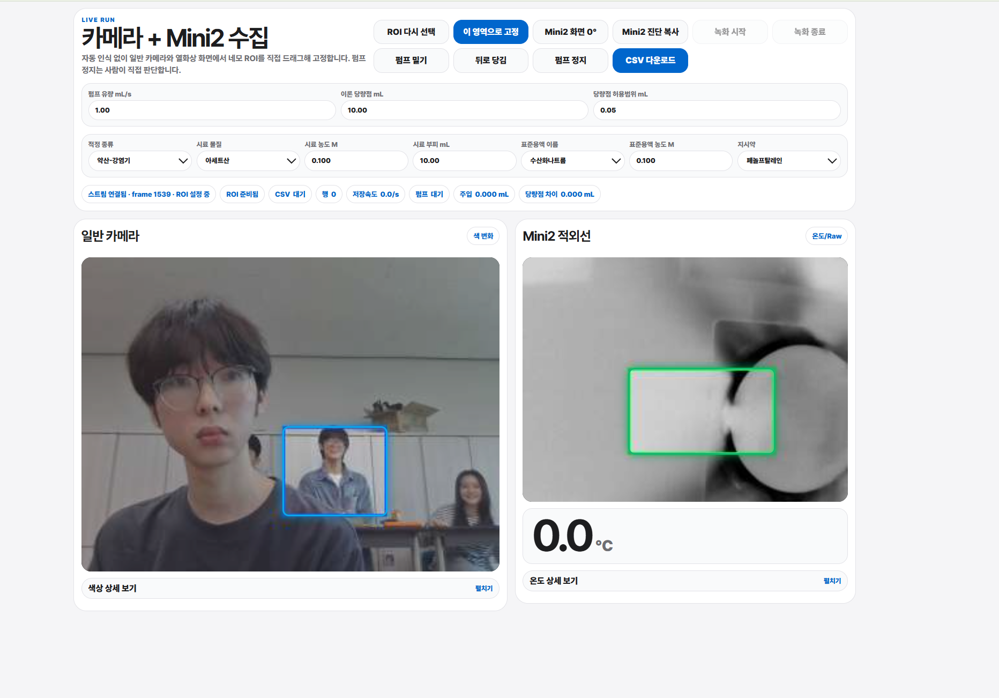 LIVE RUN
카메라 + Mini2 수집
자동 인식 없이 일반 카메라와 열화상 화면에서 네모 ROI를 직접 드래그해 고정합니다. 펌프
정지는 사람이 직접 판단합니다.
ROI 다시 선택
이 영역으로 고정
Mini2 화면 0°
Mini2 진단 복사
녹화 시작
녹화 종료
펌프 밀기
뒤로 당김
펌프 정지
CSV 다운로드
펌프 유량 mL/s
이론 당량점 mL
당량점 허용범위 mL
1.00
10.00
0.05
적정 종류
시료 물질
시료 농도 M
시료 부피 mL
표준용액 이름
표준용액 농도 M
지시약
약산-강염기
아세트산
0.100
10.00
수산화나트륨
0.100
페놀프탈레인
스트림 연결됨 · frame 1539 · ROI 설정 중
ROI 준비됨
CSV 대기
행 0
저장속도 0.0/s
펌프 대기
주입 0.000 mL
당량점 차이 0.000 mL
일반 카메라
색 변화
색상 상세 보기
펼치기
Mini2 적외선
온도/Raw
0.0 °C
온도 상세 보기
펼치기